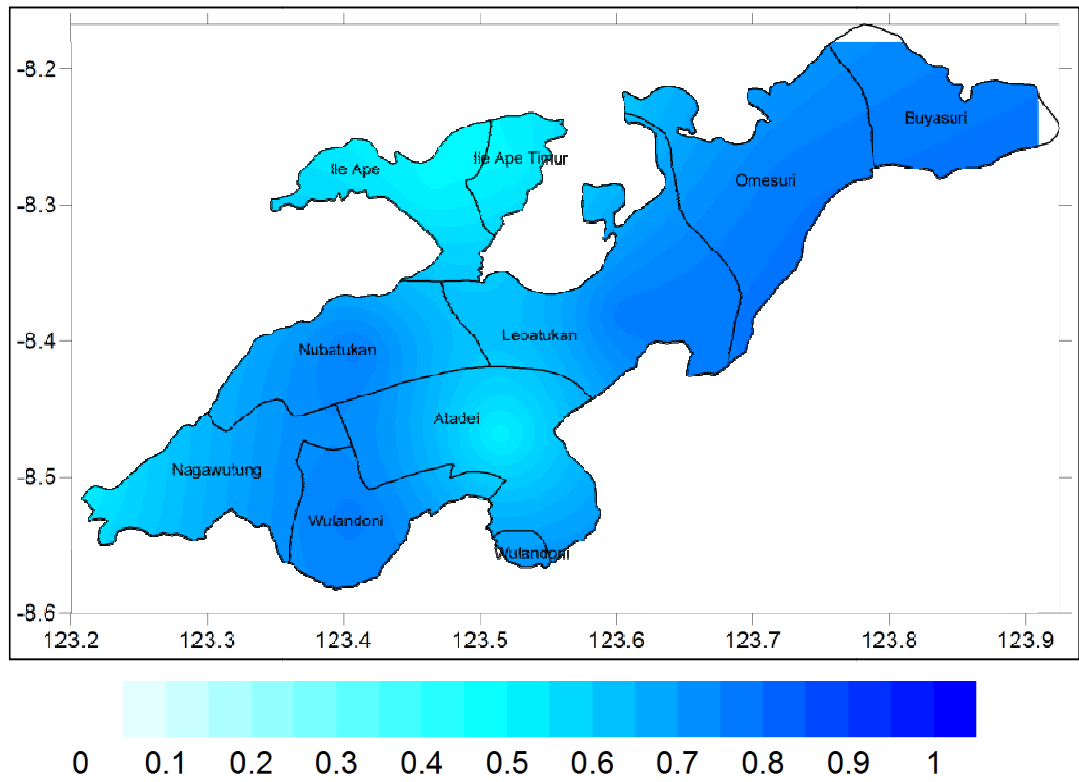 -8.2
Buyasuri
Ile Ape Timur
Ile Ape
Omesuri
-8.3
Lebatukan
-8.4
Nubatukan
Atadei
Nagawutung
-8.5
Wulandoni
Wulandoni
-8.6
123.2 123.3 123.4 123.5 123.6 123.7 123.8 123.9
0 0.1 0.2 0.3 0.4 0.5 0.6 0.7 0.8 0.9 1